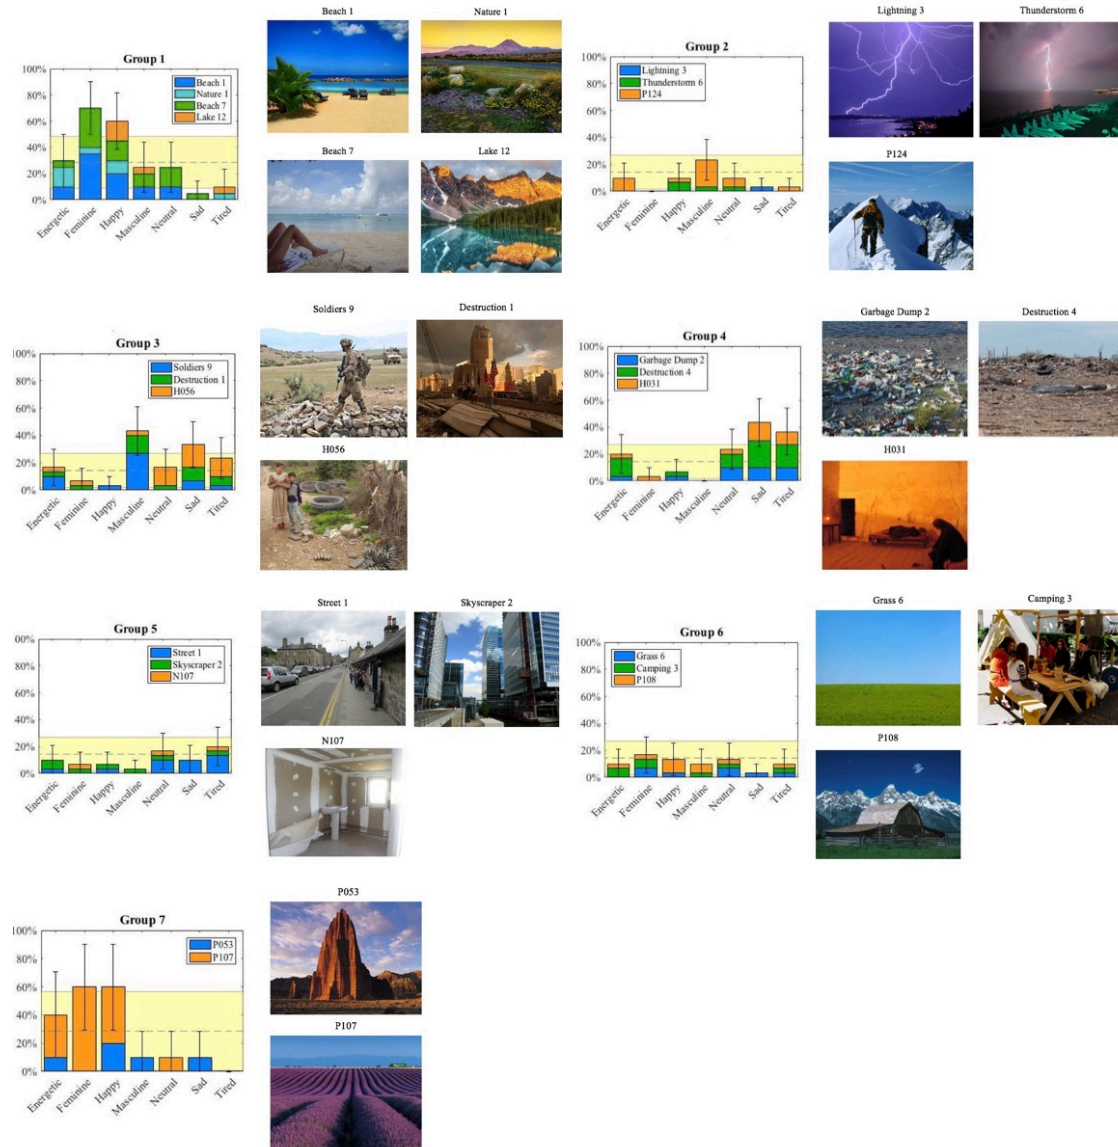 Beach 1
Nature 1
Group 1
100%
80%
60%
40%
20%
0%
Beach 1
Nature 1
Beach 7
Lake 12
Energetic
Feminine
Happy
Masculine
Neutral
Sad
Tired
Beach 7
Lake 12
Lightning 3
Thunderstorm 6
Group 2
100%
80%
60%
40%
20%
0%
Lightning 3
Thunderstorm 6
P124
Energetic
Feminine
Happy
Masculine
Neutral
Sad
Tired
P124
Soldiers 9
Destruction 1
Group 3
00%
80%
60%
40%
20%
0%
Soldiers 9
Destruction 1
H056
Energetic
Feminine
Happy
Masculine
Neutral
Sad
Tired
H056
Garbage Dump 2
Destruction 4
Group 4
100%
80%
60%
40%
20%
0%
Garbage Dump 2
Destruction 4
H031
Energetic
Feminine
Happy
Masculine
Neutral
Sad
Tired
H031
Street 1
Skyscraper 2
Group 5
00%
80%
60%
40%
20%
0%
Street 1
Skyscraper 2
N107
Energetic
Feminine
Happy
Masculine
Neutral
Sad
Tired
N107
Grass 6
Camping 3
Group 6
100%
80%
60%
40%
20%
0%
Grass 6
Camping 3
P108
Energetic
Feminine
Happy
Masculine
Neutral
Sad
Tired
P108
P053
Group 7
100%
80%
60%
40%
20%
0%
P053
P107
Energetic
Feminine
Happy
Masculine
Neutral
Sad
Tired
P107